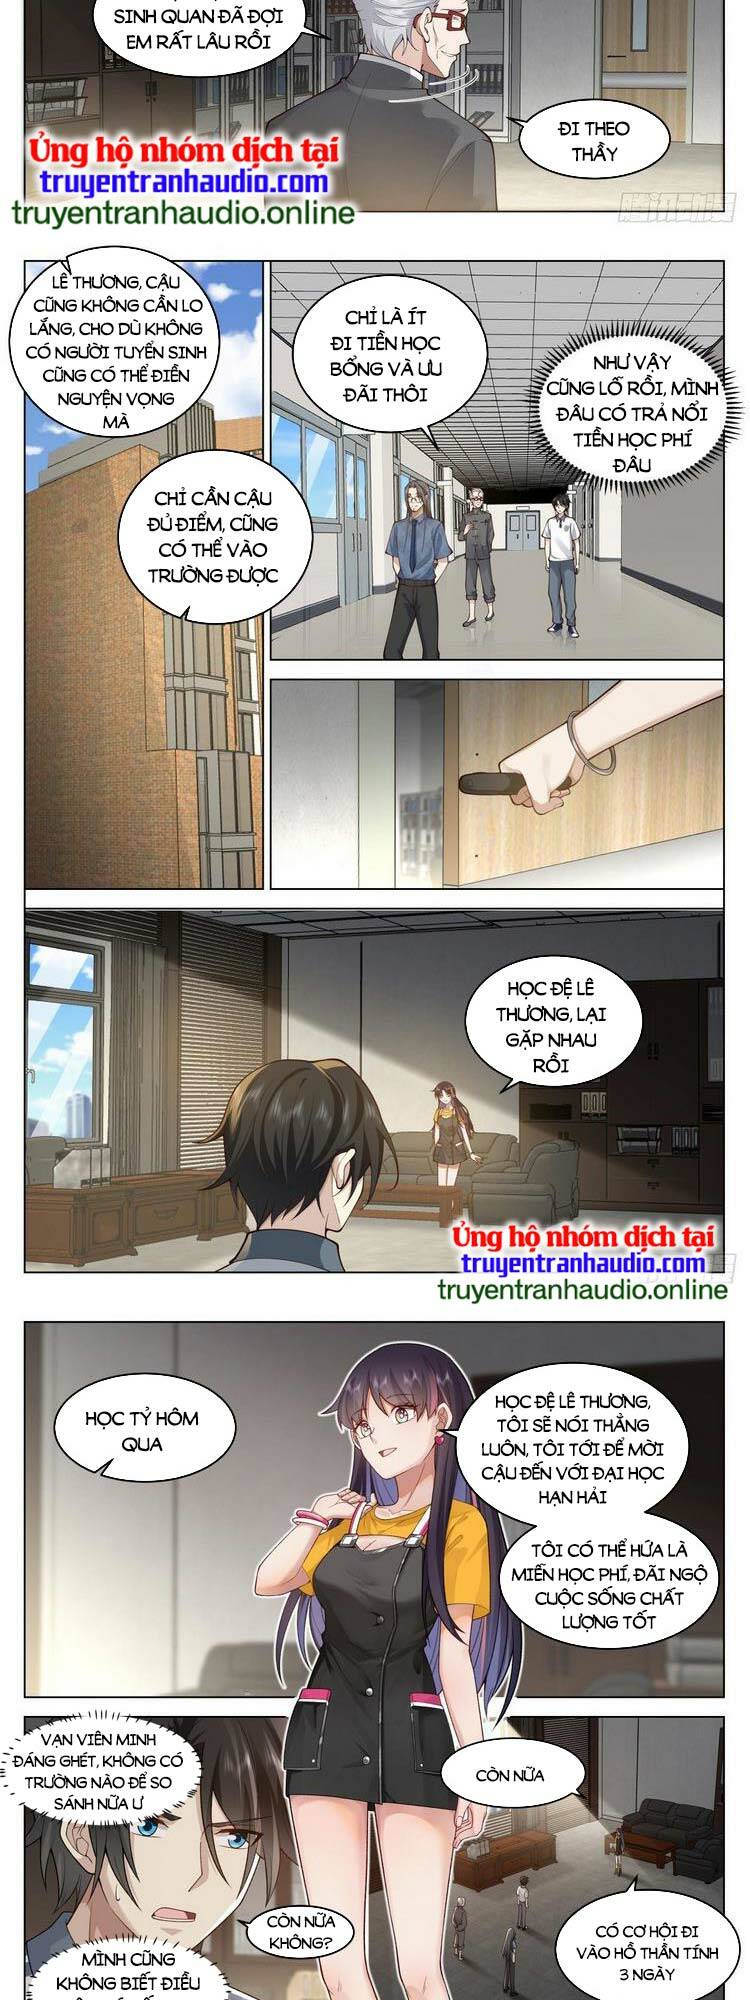 SINH QUAN ĐÃ ĐỢI
EM RẤT LÂU RỒI
ĐI THEO
THẦY
Ủng hộ nhóm dịch tại
truyentranhaudio.com
truyentranhaudio.online
LÊ THƯƠNG, CẬU
CŨNG KHÔNG CẦN LO
LẮNG, CHO DÙ KHÔNG
CÓ NGƯỜI TUYỂN SINH
CŨNG CÓ THỂ ĐIỀN
NGUYỆN VỌNG
MÀ
CHỈ LÀ ÍT
ĐI TIỀN HỌC
BỔNG VÀ ƯU
ĐÃI THÔI
NHƯ VẬY
CŨNG LỐ RỒI, MÌNH
ĐÂU CÓ TRẢ NỔI
TIỀN HỌC PHÍ
ĐÂU
CHỈ CẦN CẬU
ĐỦ ĐIỂM, CŨNG
CÓ THỂ VÀO
TRƯỜNG ĐƯỢC
HỌC ĐỆ LÊ
THƯƠNG, LẠI
GẶP NHAU
RỒI
Ủng hộ nhóm dịch tại
truyentranhaudio.com
truyentranhaudio.online
HỌC TỶ HÔM
QUA
HỌC ĐỆ LÊ THƯƠNG,
TÔI SẼ NÓI THẲNG
LUÔN, TÔI TỚI ĐỂ MỜI
CẬU ĐẾN VỚI ĐẠI HỌC
HẠN HẢI
TÔI CÓ THỂ HỨA LÀ
MIỄN HỌC PHÍ, ĐÃI NGỘ
CUỘC SỐNG CHẤT
LƯỢNG TỐT
VẠN VIÊN MINH
ĐÁNG GHÉT, KHÔNG CÓ
TRƯỜNG NÀO ĐỂ SO
SÁNH NỮA Ư
CÒN NỮA
CÒN NỮA
KHÔNG?
CÓ CƠ HỘI ĐI
VÀO HỒ THẦN TÍNH
3 NGÀY
MÌNH CŨNG
KHÔNG BIẾT ĐIỀU